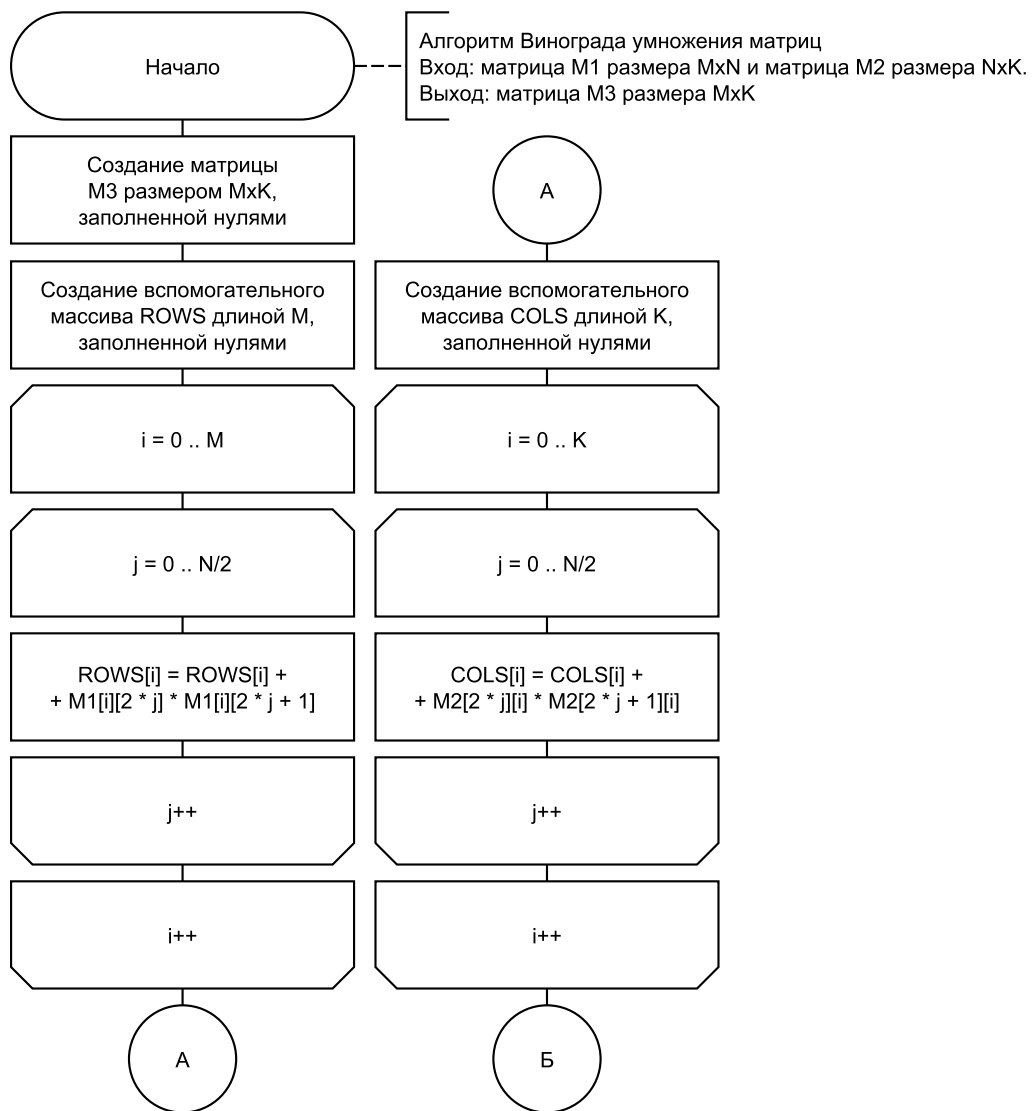 Начало
Алгоритм Винограда умножения матриц
Вход: матрица M1 размера MxN и матрица M2 размера NxK.
Выход: матрица M3 размера MxK
Создание матрицы
M3 размером MxK,
заполненной нулями
Создание вспомогательного
массива ROWS длиной M,
заполненной нулями
i = 0 .. M
j = 0 .. N/2
ROWS[i] = ROWS[i] +
+ M1[i][2 * j] * M1[i][2 * j + 1]
j++
i++
А
А
Создание вспомогательного
массива COLS длиной K,
заполненной нулями
i = 0 .. K
j = 0 .. N/2
COLS[i] = COLS[i] +
+ M2[2 * j][i] * M2[2 * j + 1][i]
j++
i++
Б